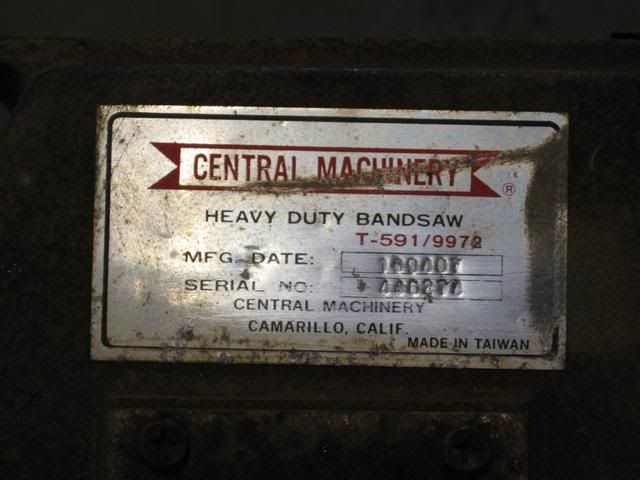 CENTRAL MACHINERY
®
HEAVY DUTY BANDSAW
T-591/9972
MFG. DATE:
SERIAL NO:
CENTRAL MACHINERY
CAMARILLO, CALIF.
MADE IN TAIWAN